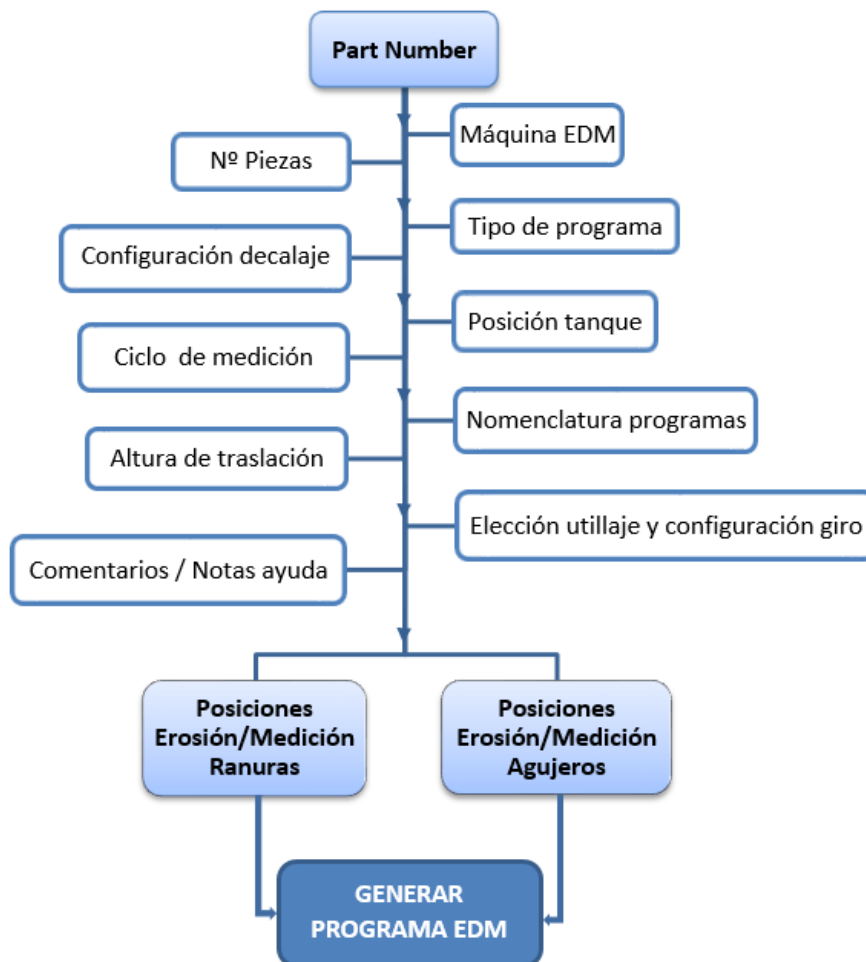 Part Number
Máquina EDM
Nº Piezas
Tipo de programa
Configuración decalaje
Posición tanque
Ciclo de medición
Nomenclatura programas
Altura de traslación
Elección utillaje y configuración giro
Comentarios / Notas ayuda
Posiciones
Erosión/Medición
Ranuras
Posiciones
Erosión/Medición
Agujeros
GENERAR
PROGRAMA EDM